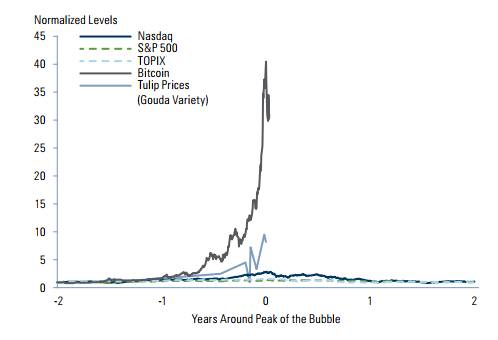 Normalized Levels
45
40
35
30
25
20
15
10
5
0
Nasdaq
S&P 500
TOPIX
Bitcoin
Tulip Prices
(Gouda Variety)
-2 -1 0 1 2
Years Around Peak of the Bubble